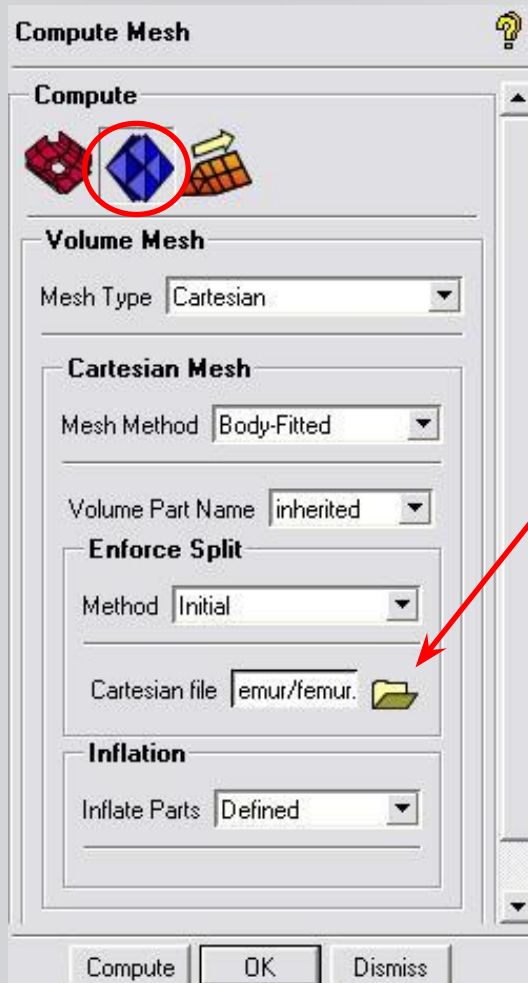 Compute Mesh
Compute
Volume Mesh
Mesh Type Cartesian
Cartesian Mesh
Mesh Method Body-Fitted
Volume Part Name inherited
Enforce Split
Method Initial
Cartesian file emur/femur.
Inflation
Inflate Parts Defined
Compute OK Dismiss